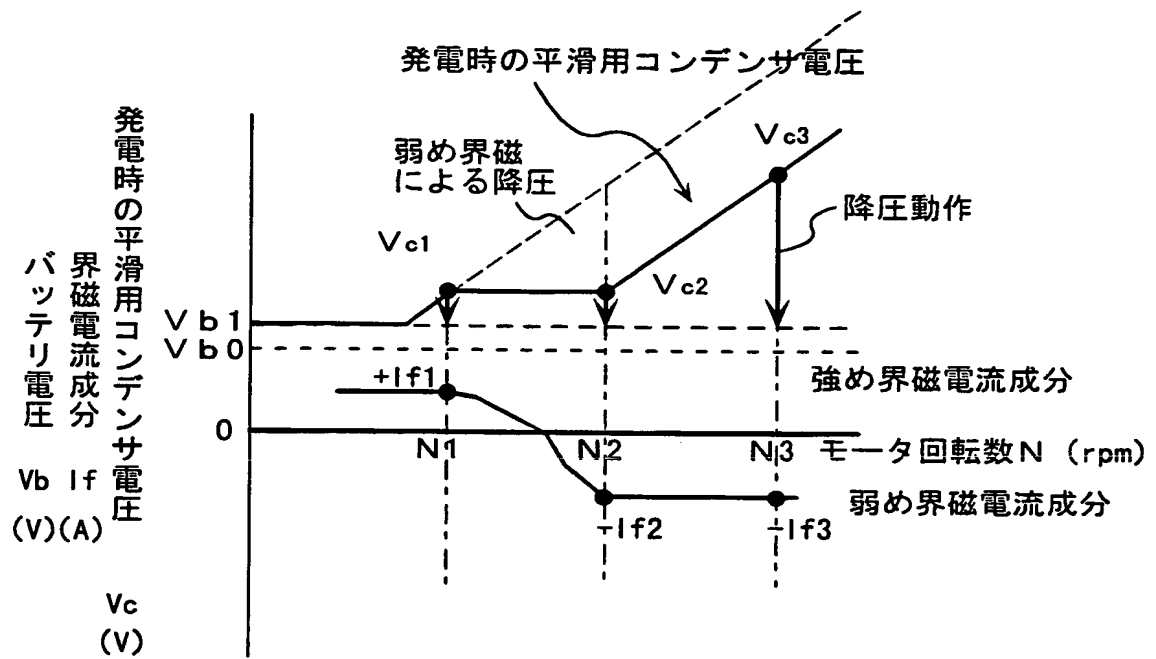 発電時の平滑用コンデンサ電圧
弱め界磁
による降圧
Vc3
降圧動作
Vc1
Vc2
Vb1
Vb0
+If1
強め界磁電流成分
0
N1
N2
N3
モータ回転数N (rpm)
弱め界磁電流成分
-If2
-If3
発電時の平滑用コンデンサ電圧
Vc
(V)
界磁電流成分
If
(A)
バッテリ電圧
Vb
(V)